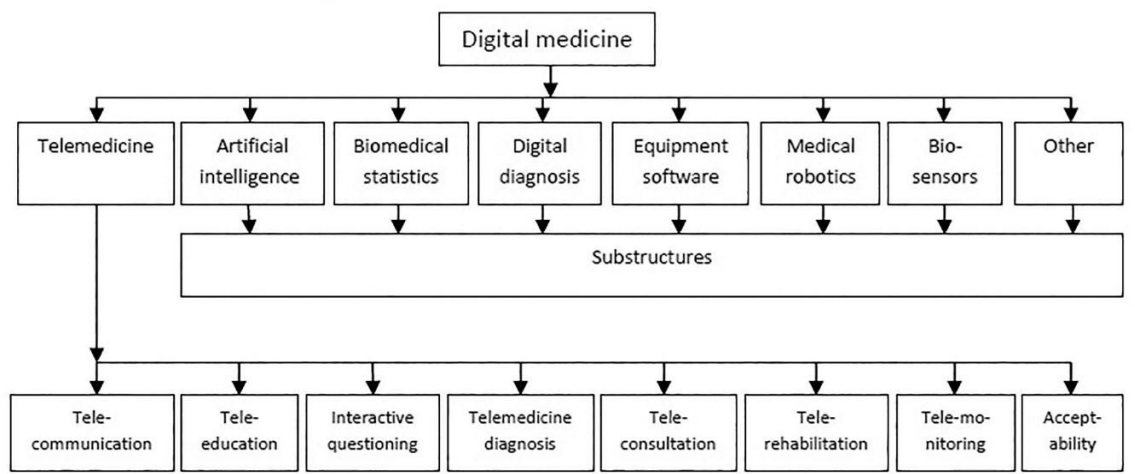 Digital medicine
Telemedicine
Artificial
intelligence
Biomedical
statistics
Digital
diagnosis
Equipment
software
Medical
robotics
Bio-
sensors
Other
Substructures
Tele-
communication
Tele-
education
Interactive
questioning
Telemedicine
diagnosis
Tele-
consultation
Tele-
rehabilitation
Tele-mo-
nitoring
Accept-
ability